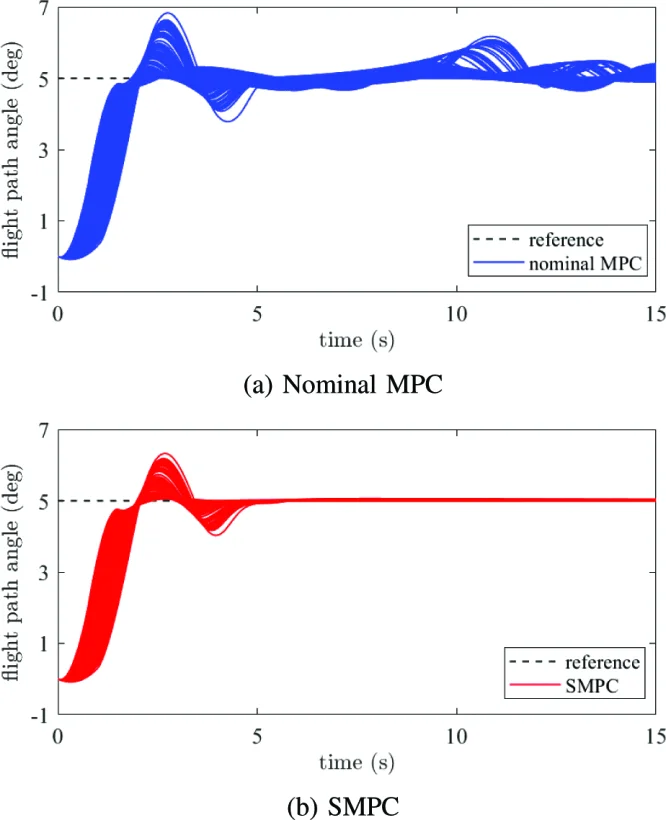 7
5
3
1
-1
flight path angle (deg)
reference
nominal MPC
0 5 10 15
time (s)
(a) Nominal MPC
7
5
3
1
-1
flight path angle (deg)
reference
SMPC
0 5 10 15
time (s)
(b) SMPC